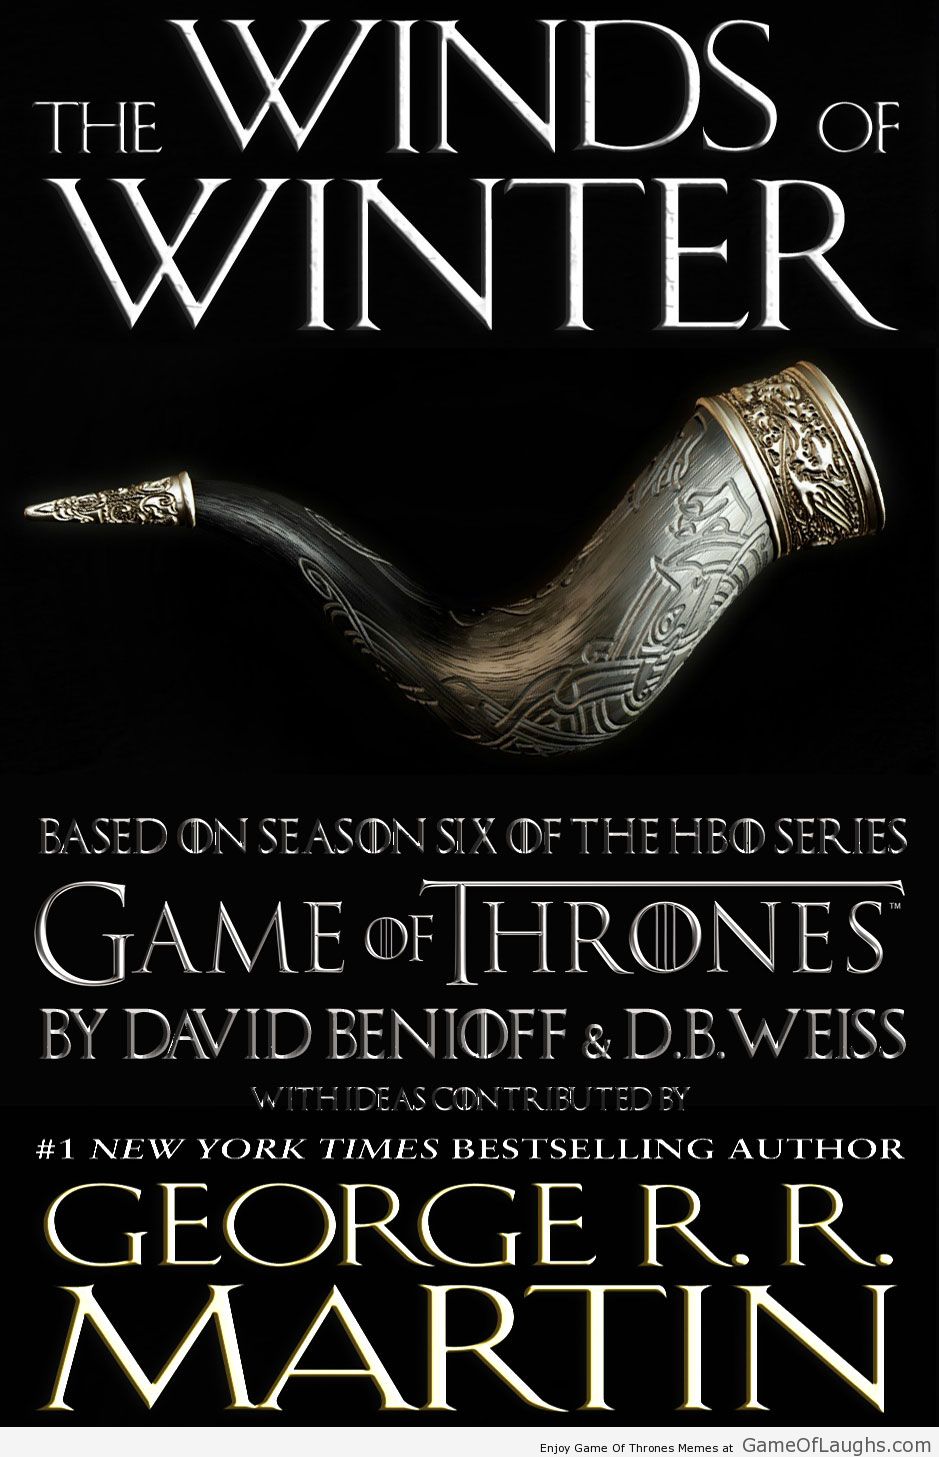 THE WINDS OF
WINTER
BASED ON SEASON SIX OF THE HBO SERIES
GAME OF THRONES™
BY DAVID BENIOFF & D.B. WEISS
WITH IDEAS CONTRIBUTED BY
#1 NEW YORK TIMES BESTSELLING AUTHOR
GEORGE R. R.
MARTIN
Enjoy Game Of Thrones Memes at GameOfLaughs.com